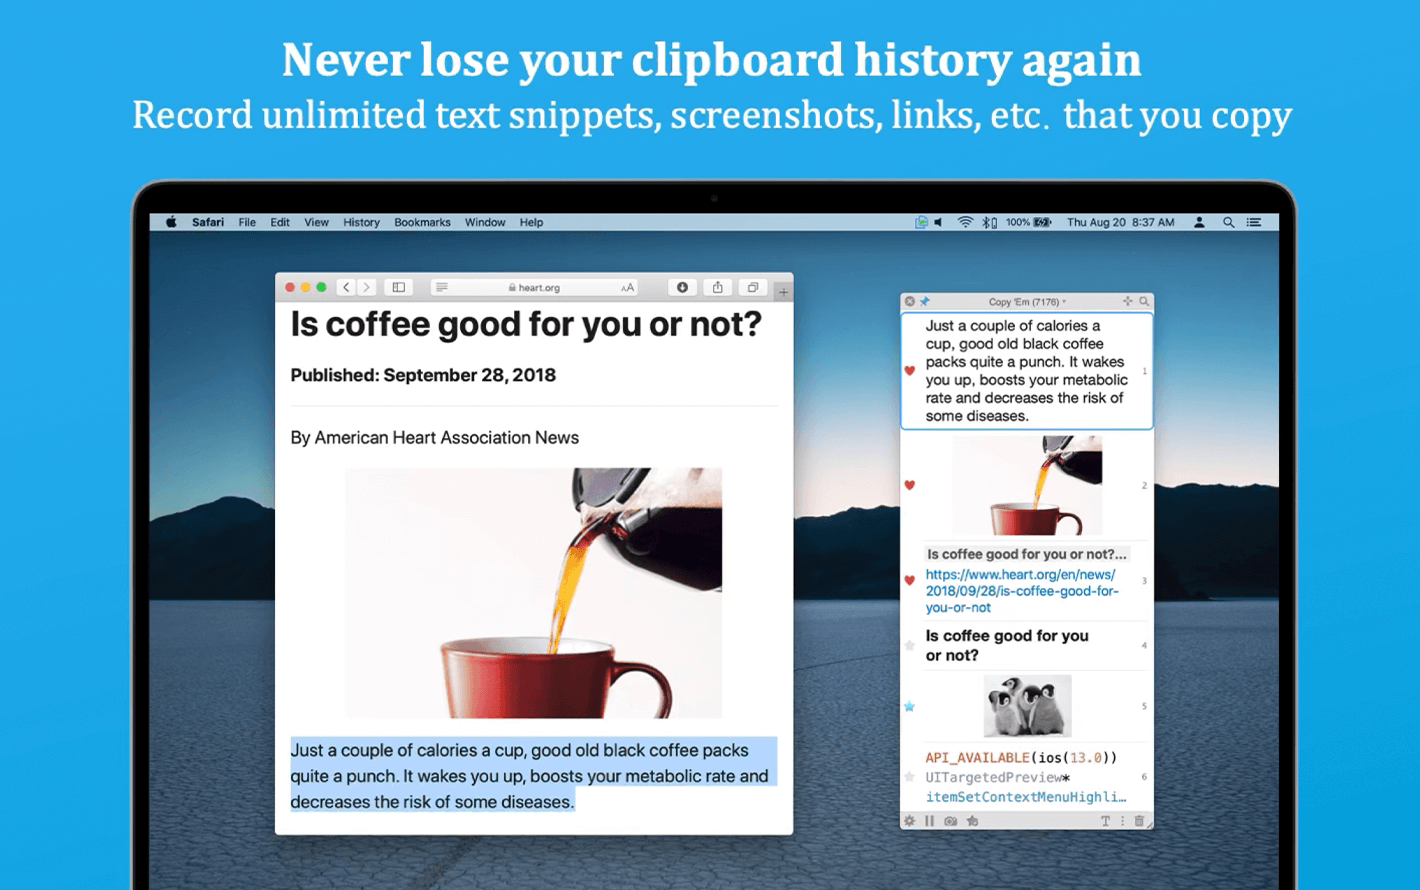 Never lose your clipboard history again
Record unlimited text snippets, screenshots, links, etc. that you copy
Safari File Edit View History Bookmarks Window Help
100% Thu Aug 20 8:37 AM
heart.org
AA
Is coffee good for you or not?
Published: September 28, 2018
By American Heart Association News
Just a couple of calories a cup, good old black coffee packs
quite a punch. It wakes you up, boosts your metabolic rate and
decreases the risk of some diseases.
Copy 'Em (7176)
Just a couple of calories a
cup, good old black coffee
packs quite a punch. It wakes
you up, boosts your metabolic
rate and decreases the risk of
some diseases.
1
2
Is coffee good for you or not?...
https://www.heart.org/en/news/
2018/09/28/is-coffee-good-for-
you-or-not
3
Is coffee good for you
or not?
4
5
API_AVAILABLE(ios(13.0))
UITargetedPreview*
itemSetContextMenuHighli…
6
T